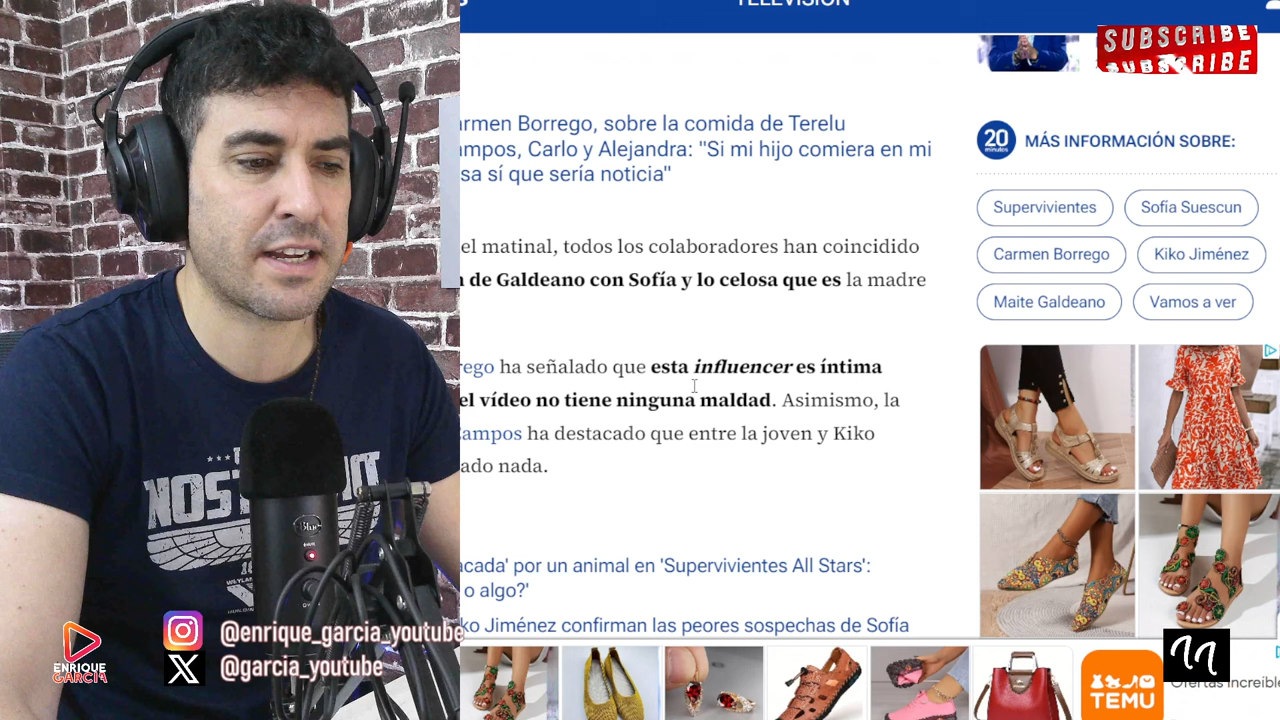 TELEVISIÓN
SUBSCRIBE
SUBSCRIBE
armen Borrego, sobre la comida de Terelu
ampos, Carlo y Alejandra: "Si mi hijo comiera en mi
sa sí que sería noticia"
el matinal, todos los colaboradores han coincidido
n de Galdeano con Sofía y lo celosa que es la madre
rego ha señalado que esta influencer es íntima
el vídeo no tiene ninguna maldad. Asimismo, la
Campos ha destacado que entre la joven y Kiko
ado nada.
acada' por un animal en 'Supervivientes All Stars':
o algo?'
ko Jiménez confirman las peores sospechas de Sofía
20
minutos
MÁS INFORMACIÓN SOBRE:
Supervivientes
Sofía Suescun
Carmen Borrego
Kiko Jiménez
Maite Galdeano
Vamos a ver
NOST
Blue
@enrique_garcia_youtube
@garcia_youtube
ENRIQUE
GARCIA
TEMU
Ofertas increíble